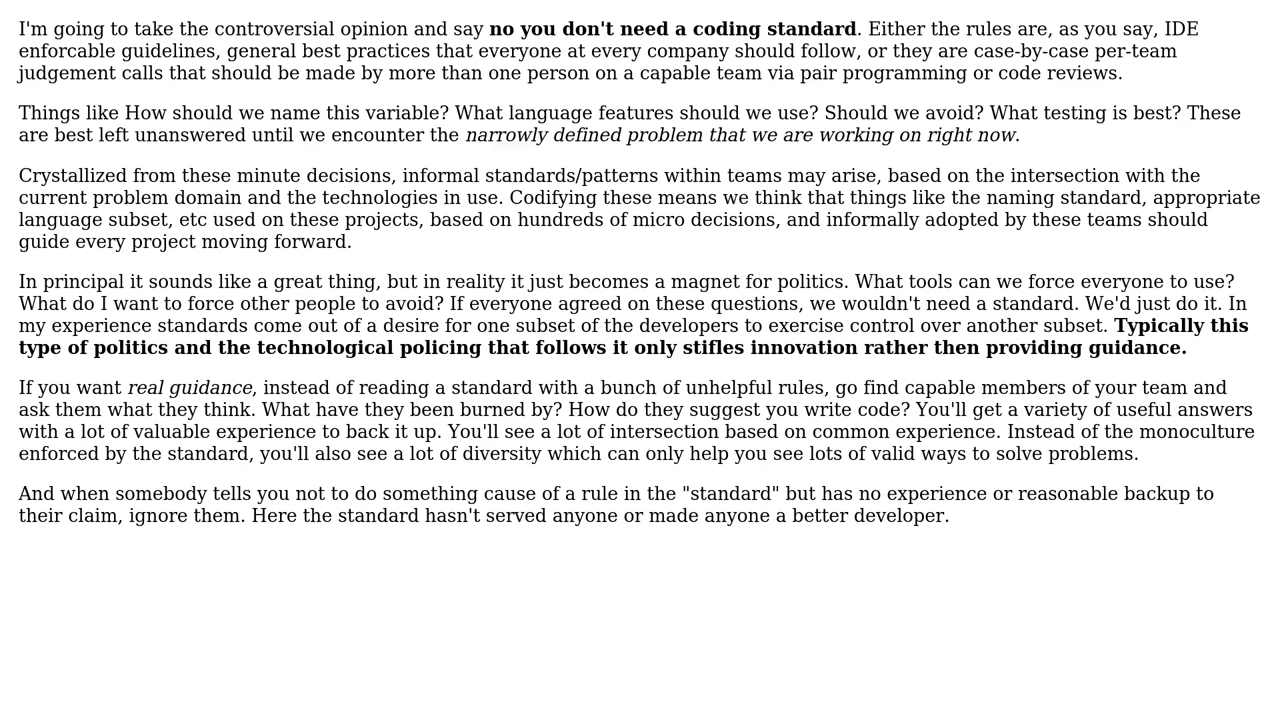 I'm going to take the controversial opinion and say no you don't need a coding standard. Either the rules are, as you say, IDE
enforcable guidelines, general best practices that everyone at every company should follow, or they are case-by-case per-team
judgement calls that should be made by more than one person on a capable team via pair programming or code reviews.
Things like How should we name this variable? What language features should we use? Should we avoid? What testing is best? These
are best left unanswered until we encounter the narrowly defined problem that we are working on right now.
Crystallized from these minute decisions, informal standards/patterns within teams may arise, based on the intersection with the
current problem domain and the technologies in use. Codifying these means we think that things like the naming standard, appropriate
language subset, etc used on these projects, based on hundreds of micro decisions, and informally adopted by these teams should
guide every project moving forward.
In principal it sounds like a great thing, but in reality it just becomes a magnet for politics. What tools can we force everyone to use?
What do I want to force other people to avoid? If everyone agreed on these questions, we wouldn't need a standard. We'd just do it. In
my experience standards come out of a desire for one subset of the developers to exercise control over another subset. Typically this
type of politics and the technological policing that follows it only stifles innovation rather then providing guidance.
If you want real guidance, instead of reading a standard with a bunch of unhelpful rules, go find capable members of your team and
ask them what they think. What have they been burned by? How do they suggest you write code? You'll get a variety of useful answers
with a lot of valuable experience to back it up. You'll see a lot of intersection based on common experience. Instead of the monoculture
enforced by the standard, you'll also see a lot of diversity which can only help you see lots of valid ways to solve problems.
And when somebody tells you not to do something cause of a rule in the "standard" but has no experience or reasonable backup to
their claim, ignore them. Here the standard hasn't served anyone or made anyone a better developer.